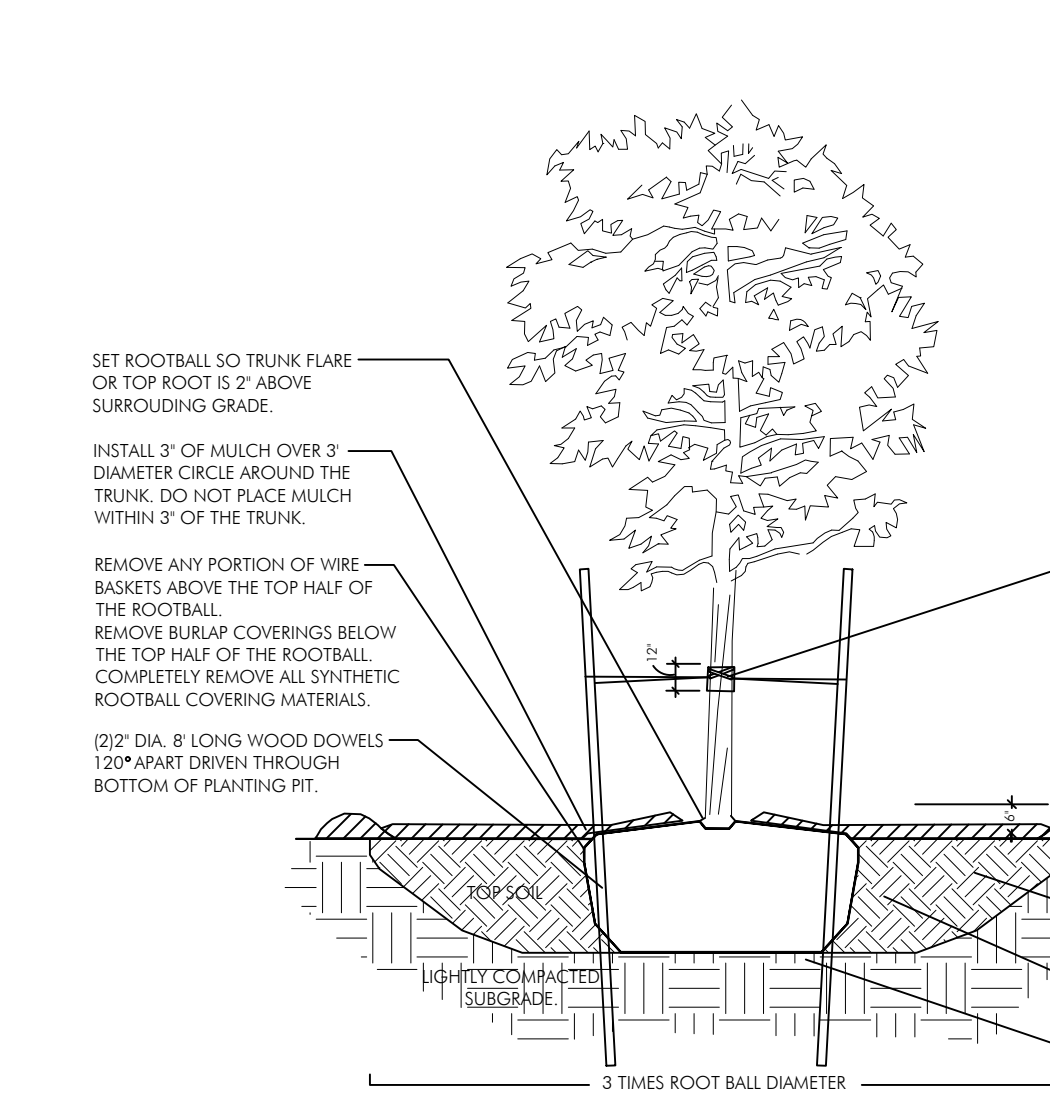 SET ROOTBALL SO TRUNK FLARE
OR TOP ROOT IS 2" ABOVE
SURROUDING GRADE.
INSTALL 3" OF MULCH OVER 3'
DIAMETER CIRCLE AROUND THE
TRUNK. DO NOT PLACE MULCH
WITHIN 3" OF THE TRUNK.
REMOVE ANY PORTION OF WIRE
BASKETS ABOVE THE TOP HALF OF
THE ROOTBALL.
REMOVE BURLAP COVERINGS BELOW
THE TOP HALF OF THE ROOTBALL.
COMPLETELY REMOVE ALL SYNTHETIC
ROOTBALL COVERING MATERIALS.
(2)2" DIA. 8' LONG WOOD DOWELS
120° APART DRIVEN THROUGH
BOTTOM OF PLANTING PIT.
12"
6"
TOP SOIL
LIGHTLY COMPACTED
SUBGRADE.
3 TIMES ROOT BALL DIAMETER